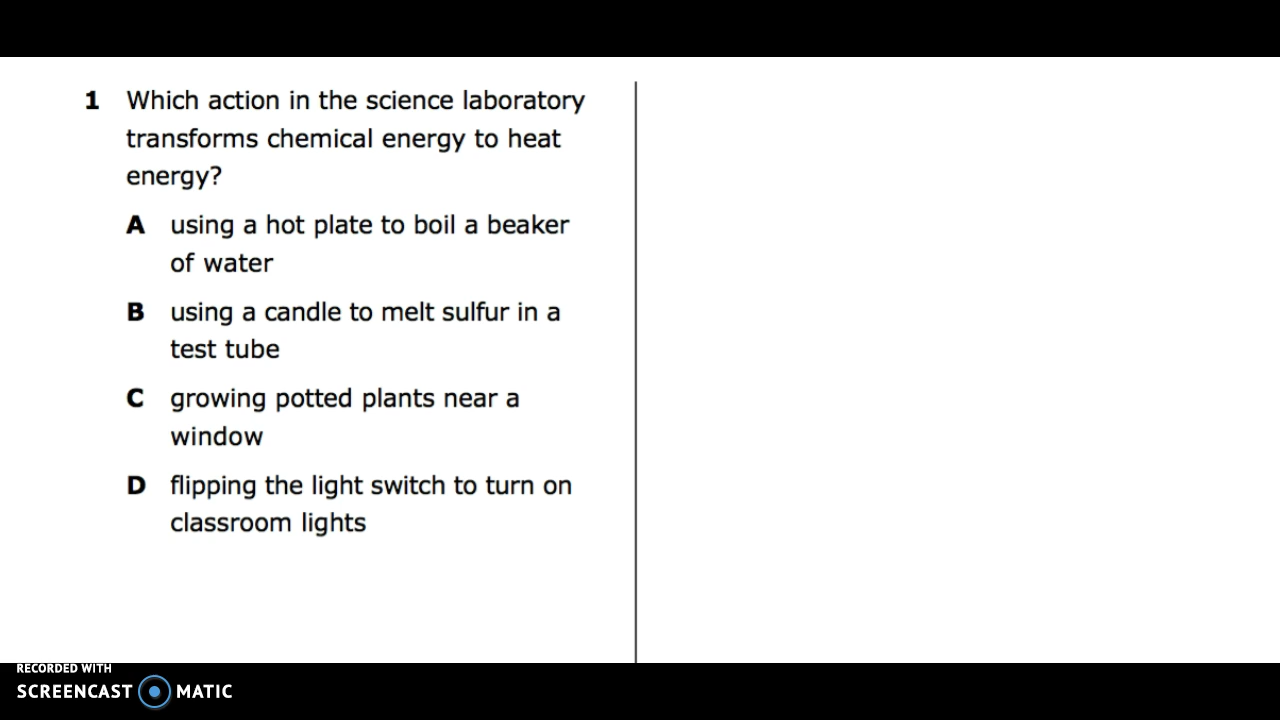 1 Which action in the science laboratory
transforms chemical energy to heat
energy?
A using a hot plate to boil a beaker
of water
B using a candle to melt sulfur in a
test tube
C growing potted plants near a
window
D flipping the light switch to turn on
classroom lights
RECORDED WITH
SCREENCAST MATIC